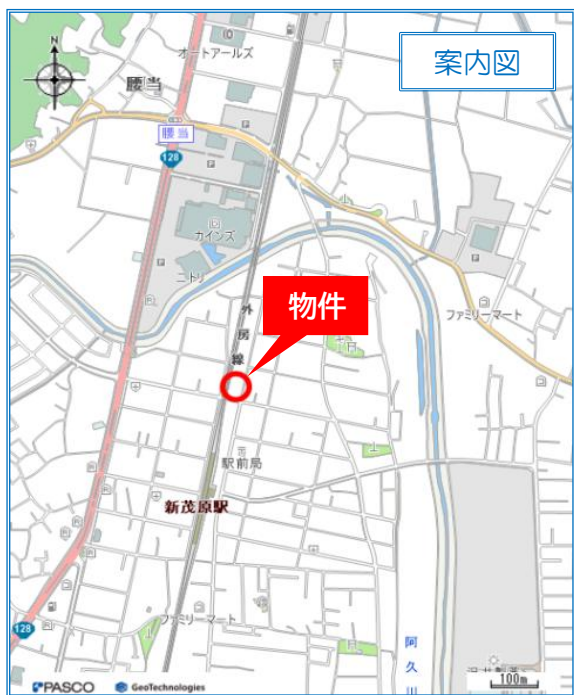 案内図
N
オートアールズ
腰当
腰当
128
カインズ
ニトリ
物件
外房線
ファミリーマート
駅前局
新茂原駅
ファミリーマート
128
阿久川
100m
PASCO
GeoTechnologies